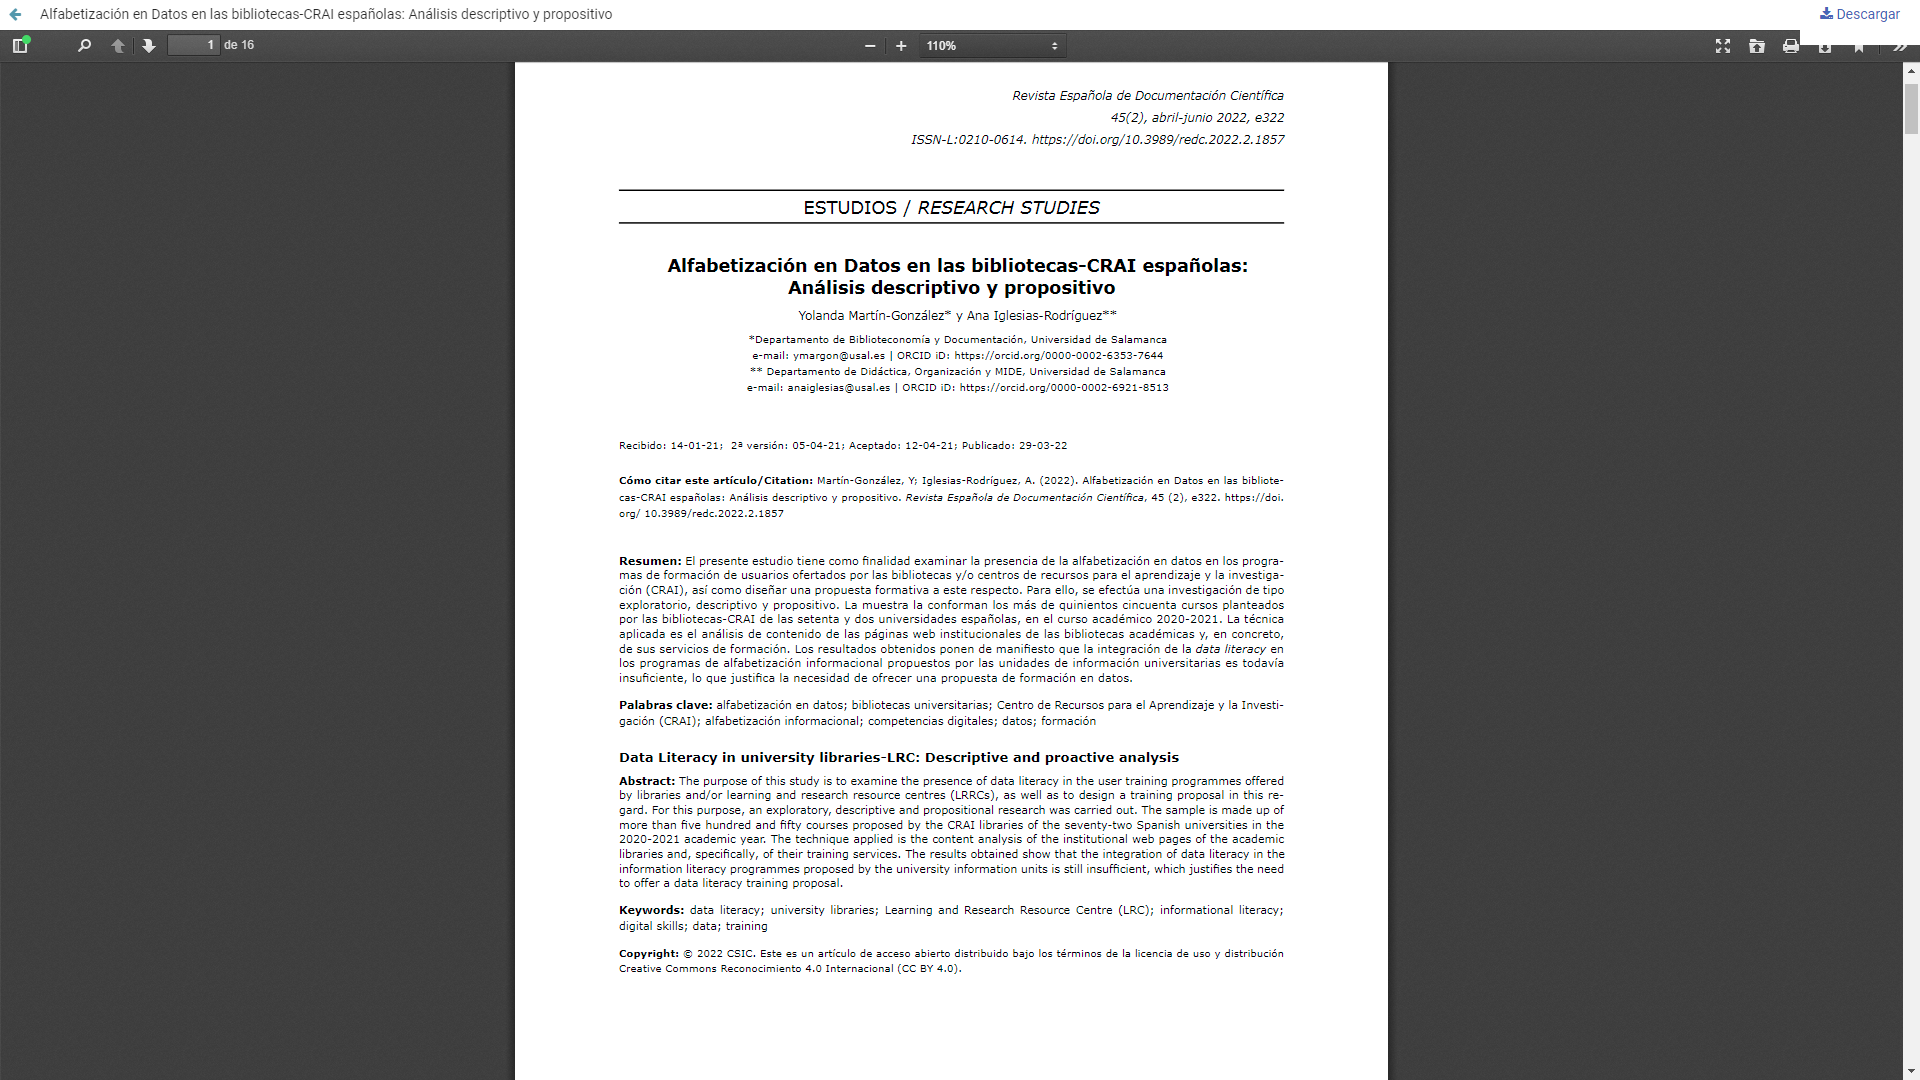 Alfabetización en Datos en las bibliotecas-CRAI españolas: Análisis descriptivo y propositivo
Descargar
1 de 16
110%
Revista Española de Documentación Científica
45(2), abril-junio 2022, e322
ISSN-L:0210-0614. https://doi.org/10.3989/redc.2022.2.1857
ESTUDIOS / RESEARCH STUDIES
Alfabetización en Datos en las bibliotecas-CRAI españolas:
Análisis descriptivo y propositivo
Yolanda Martín-González* y Ana Iglesias-Rodríguez**
*Departamento de Biblioteconomía y Documentación, Universidad de Salamanca
e-mail: ymargon@usal.es | ORCID iD: https://orcid.org/0000-0002-6353-7644
** Departamento de Didáctica, Organización y MIDE, Universidad de Salamanca
e-mail: anaiglesias@usal.es | ORCID iD: https://orcid.org/0000-0002-6921-8513
Recibido: 14-01-21; 2ª versión: 05-04-21; Aceptado: 12-04-21; Publicado: 29-03-22
Cómo citar este artículo/Citation: Martín-González, Y; Iglesias-Rodríguez, A. (2022). Alfabetización en Datos en las bibliote-
cas-CRAI españolas: Análisis descriptivo y propositivo. Revista Española de Documentación Científica, 45 (2), e322. https://doi.
org/ 10.3989/redc.2022.2.1857
Resumen: El presente estudio tiene como finalidad examinar la presencia de la alfabetización en datos en los progra-
mas de formación de usuarios ofertados por las bibliotecas y/o centros de recursos para el aprendizaje y la investiga-
ción (CRAI), así como diseñar una propuesta formativa a este respecto. Para ello, se efectúa una investigación de tipo
exploratorio, descriptivo y propositivo. La muestra la conforman los más de quinientos cincuenta cursos planteados
por las bibliotecas-CRAI de las setenta y dos universidades españolas, en el curso académico 2020-2021. La técnica
aplicada es el análisis de contenido de las páginas web institucionales de las bibliotecas académicas y, en concreto,
de sus servicios de formación. Los resultados obtenidos ponen de manifiesto que la integración de la data literacy en
los programas de alfabetización informacional propuestos por las unidades de información universitarias es todavía
insuficiente, lo que justifica la necesidad de ofrecer una propuesta de formación en datos.
Palabras clave: alfabetización en datos; bibliotecas universitarias; Centro de Recursos para el Aprendizaje y la Investi-
gación (CRAI); alfabetización informacional; competencias digitales; datos; formación
Data Literacy in university libraries-LRC: Descriptive and proactive analysis
Abstract: The purpose of this study is to examine the presence of data literacy in the user training programmes offered
by libraries and/or learning and research resource centres (LRRCs), as well as to design a training proposal in this re-
gard. For this purpose, an exploratory, descriptive and propositional research was carried out. The sample is made up of
more than five hundred and fifty courses proposed by the CRAI libraries of the seventy-two Spanish universities in the
2020-2021 academic year. The technique applied is the content analysis of the institutional web pages of the academic
libraries and, specifically, of their training services. The results obtained show that the integration of data literacy in the
information literacy programmes proposed by the university information units is still insufficient, which justifies the need
to offer a data literacy training proposal.
Keywords: data literacy; university libraries; Learning and Research Resource Centre (LRC); informational literacy;
digital skills; data; training
Copyright: © 2022 CSIC. Este es un artículo de acceso abierto distribuido bajo los términos de la licencia de uso y distribución
Creative Commons Reconocimiento 4.0 Internacional (CC BY 4.0).